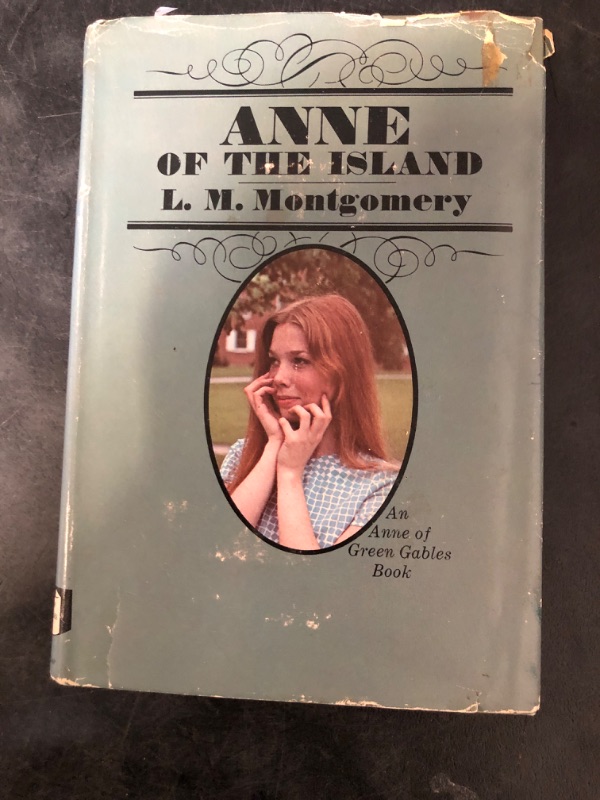 ANNE
OF THE ISLAND
L. M. Montgomery
An
Anne of
Green Gables
Book